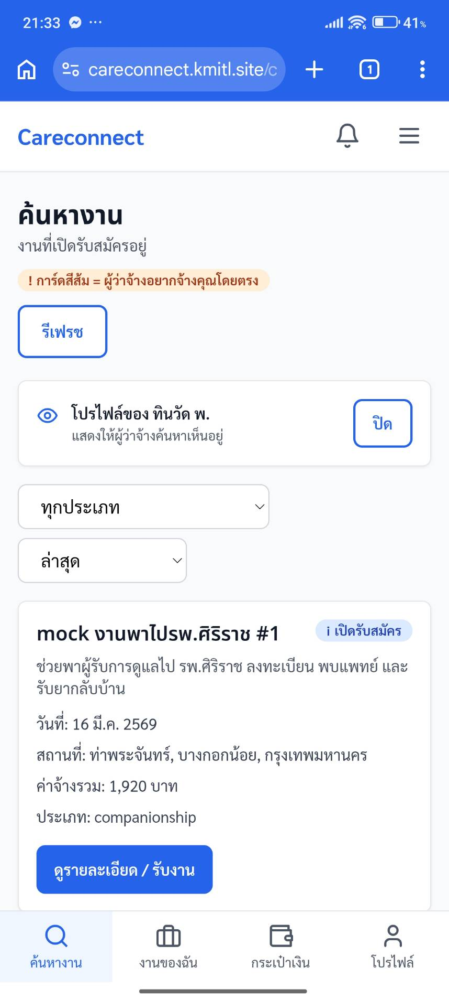 21:33
41%
careconnect.kmitl.site/c
1
Careconnect
ค้นหางาน
งานที่เปิดรับสมัครอยู่
! การ์ดสีส้ม = ผู้ว่าจ้างอยากจ้างคุณโดยตรง
รีเฟรช
โปรไฟล์ของ ทินวัด พ.
แสดงให้ผู้ว่าจ้างค้นหาเห็นอยู่
ปิด
ทุกประเภท
ล่าสุด
mock งานพาไปรพ.ศิริราช #1
i เปิดรับสมัคร
ช่วยพาผู้รับการดูแลไป รพ.ศิริราช ลงทะเบียน พบแพทย์ และ
รับยากลับบ้าน
วันที่: 16 มี.ค. 2569
สถานที่: ท่าพระจันทร์, บางกอกน้อย, กรุงเทพมหานคร
ค่าจ้างรวม: 1,920 บาท
ประเภท: companionship
ดูรายละเอียด / รับงาน
ค้นหางาน
งานของฉัน
กระเป๋าเงิน
โปรไฟล์